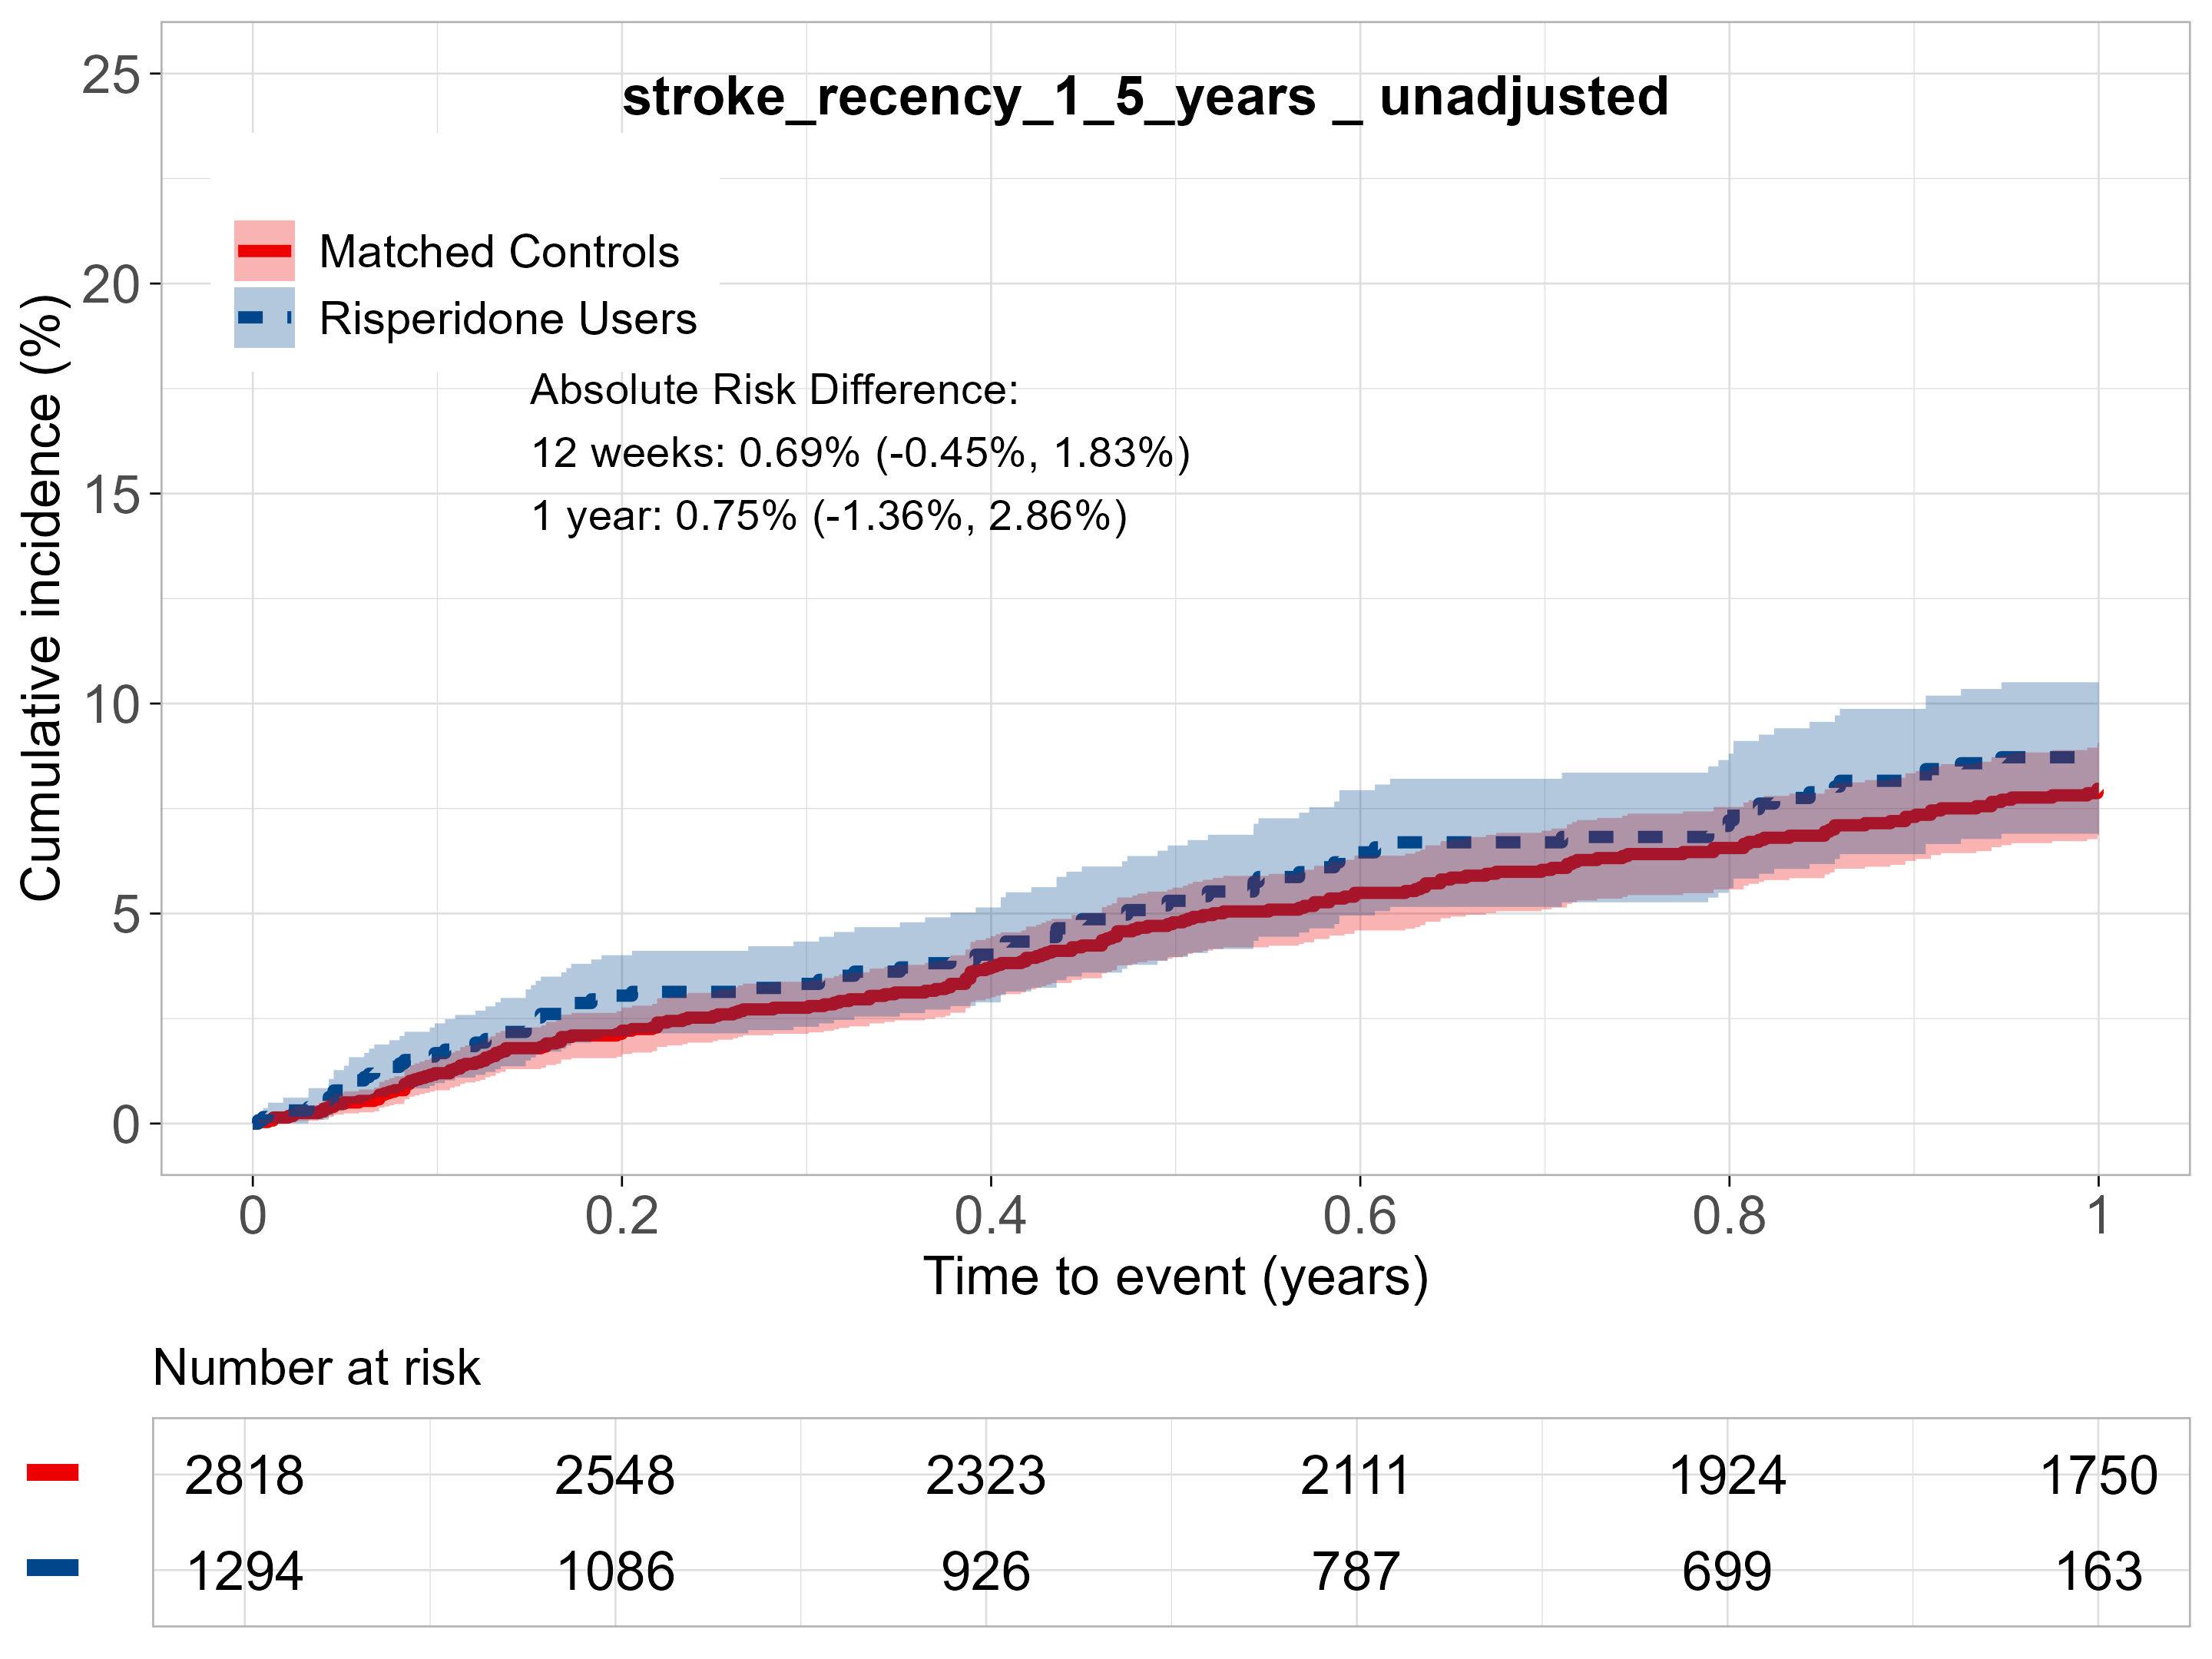 stroke_recency_1_5_years _ unadjusted
Matched Controls
Risperidone Users
Absolute Risk Difference:
12 weeks: 0.69% (-0.45%, 1.83%)
1 year: 0.75% (-1.36%, 2.86%)
Cumulative incidence (%)
25
20
15
10
5
0
0 0.2 0.4 0.6 0.8 1
Time to event (years)
Number at risk
2818 2548 2323 2111 1924 1750
1294 1086 926 787 699 163